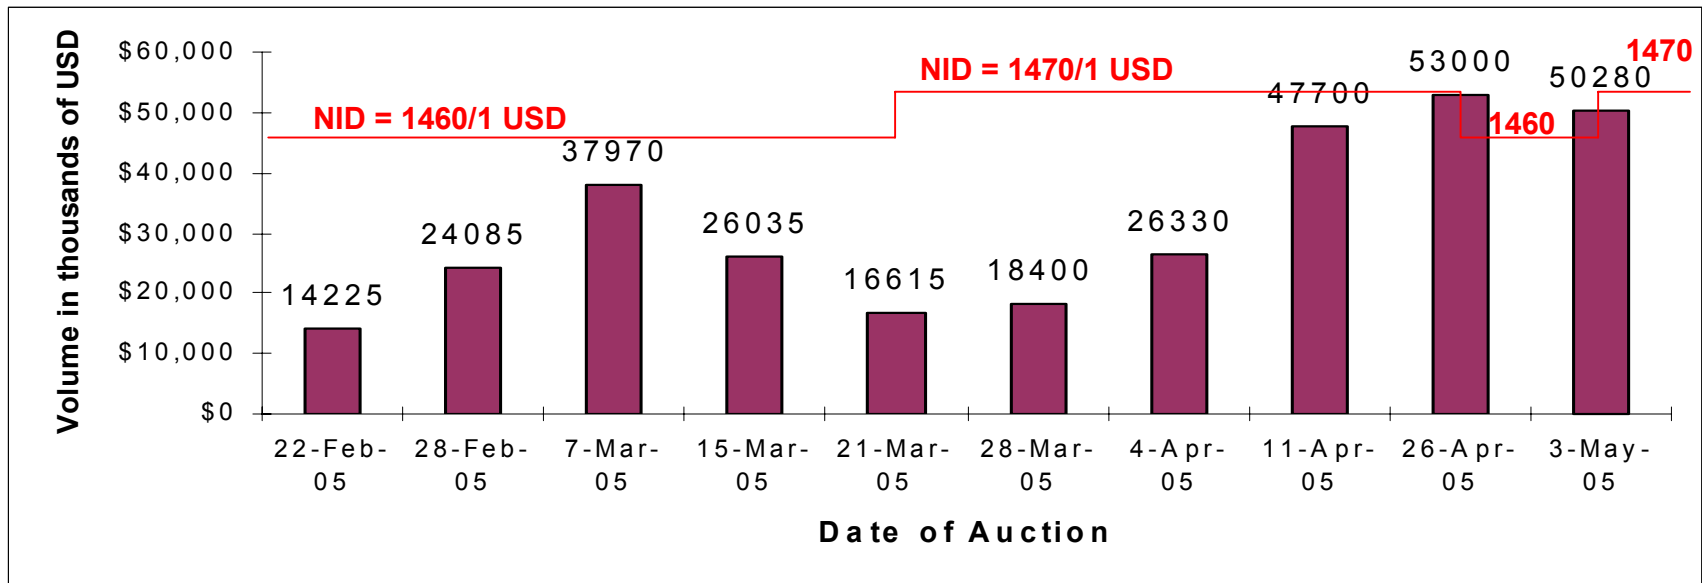 Volume in thousands of USD
$60,000
$50,000
$40,000
$30,000
$20,000
$10,000
$0
NID = 1460/1 USD
NID = 1470/1 USD
1460
1470
14225
24085
37970
26035
16615
18400
26330
47700
53000
50280
22-Feb-
05
28-Feb-
05
7-Mar-
05
15-Mar-
05
21-Mar-
05
28-Mar-
05
4-Apr-
05
11-Apr-
05
26-Apr-
05
3-May-
05
Date of Auction